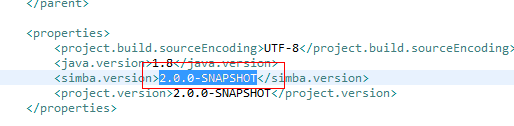 </parent>
<properties>
<project.build.sourceEncoding>UTF-8</project.build.sourceEncoding>
<java.version>1.8</java.version>
<simba.version>2.0.0-SNAPSHOT</simba.version>
<project.version>2.0.0-SNAPSHOT</project.version>
</properties>